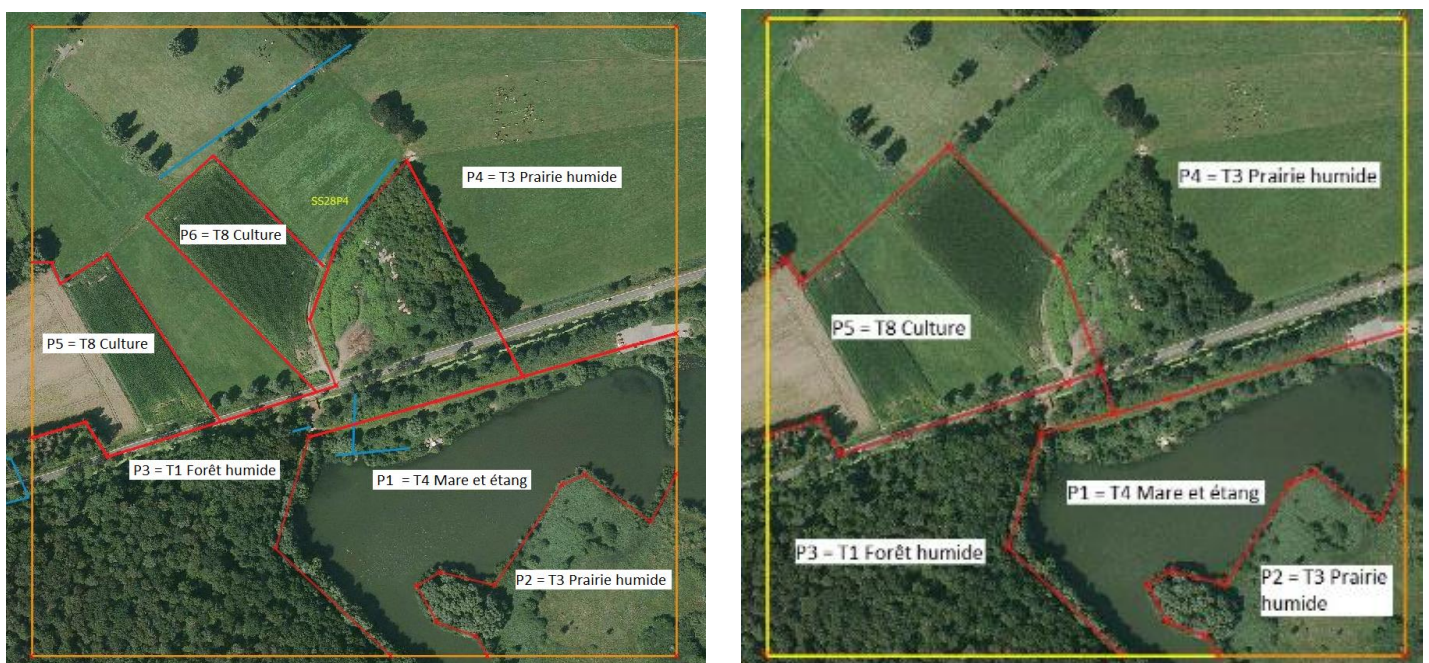 P4 = T3 Prairie humide
SS28P4
P6 = T8 Culture
P5 = T8 Culture
P3 = T1 Forêt humide
P1 = T4 Mare et étang
P2 = T3 Prairie humide
P4 = T3 Prairie humide
P5 = T8 Culture
P1 = T4 Mare et étang
P3 = T1 Forêt humide
P2 = T3 Prairie
humide